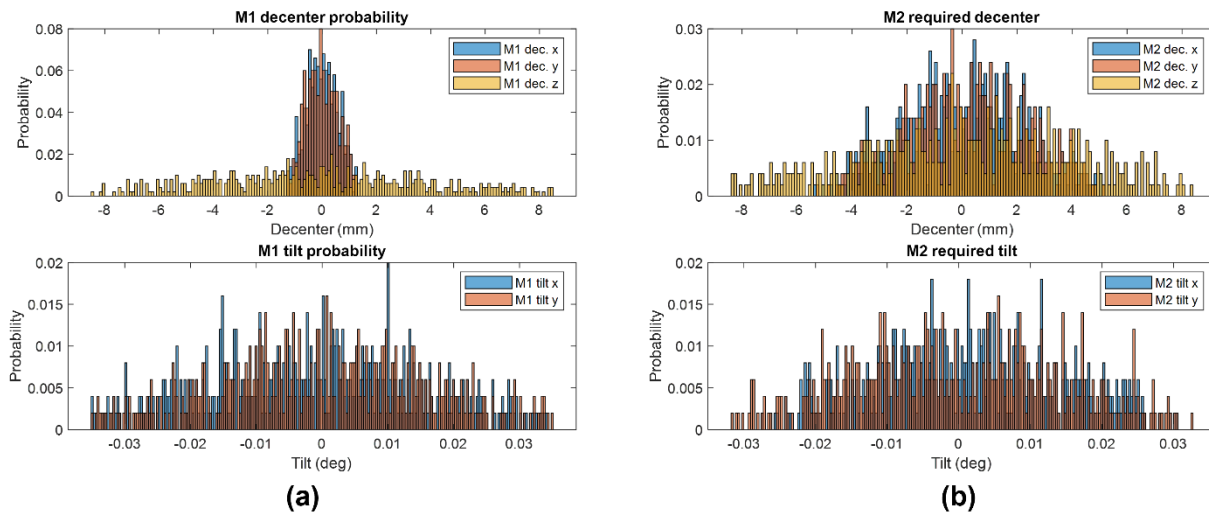 M1 decenter probability
0.08
0.06
0.04
0.02
0
Probability
M1 dec. x
M1 dec. y
M1 dec. z
-8 -6 -4 -2 0 2 4 6 8
Decenter (mm)
M1 tilt probability
0.02
0.015
0.01
0.005
0
Probability
M1 tilt x
M1 tilt y
-0.03 -0.02 -0.01 0 0.01 0.02 0.03
Tilt (deg)
(a)
M2 required decenter
0.03
0.02
0.01
0
Probability
M2 dec. x
M2 dec. y
M2 dec. z
-8 -6 -4 -2 0 2 4 6 8
Decenter (mm)
M2 required tilt
0.02
0.015
0.01
0.005
0
Probability
M2 tilt x
M2 tilt y
-0.03 -0.02 -0.01 0 0.01 0.02 0.03
Tilt (deg)
(b)